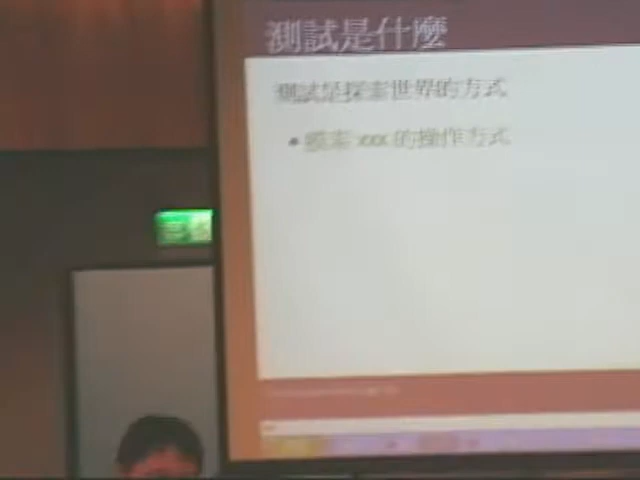 測試是什麼
測試是探索世界的方式
• 摸索 xxx 的操作方式